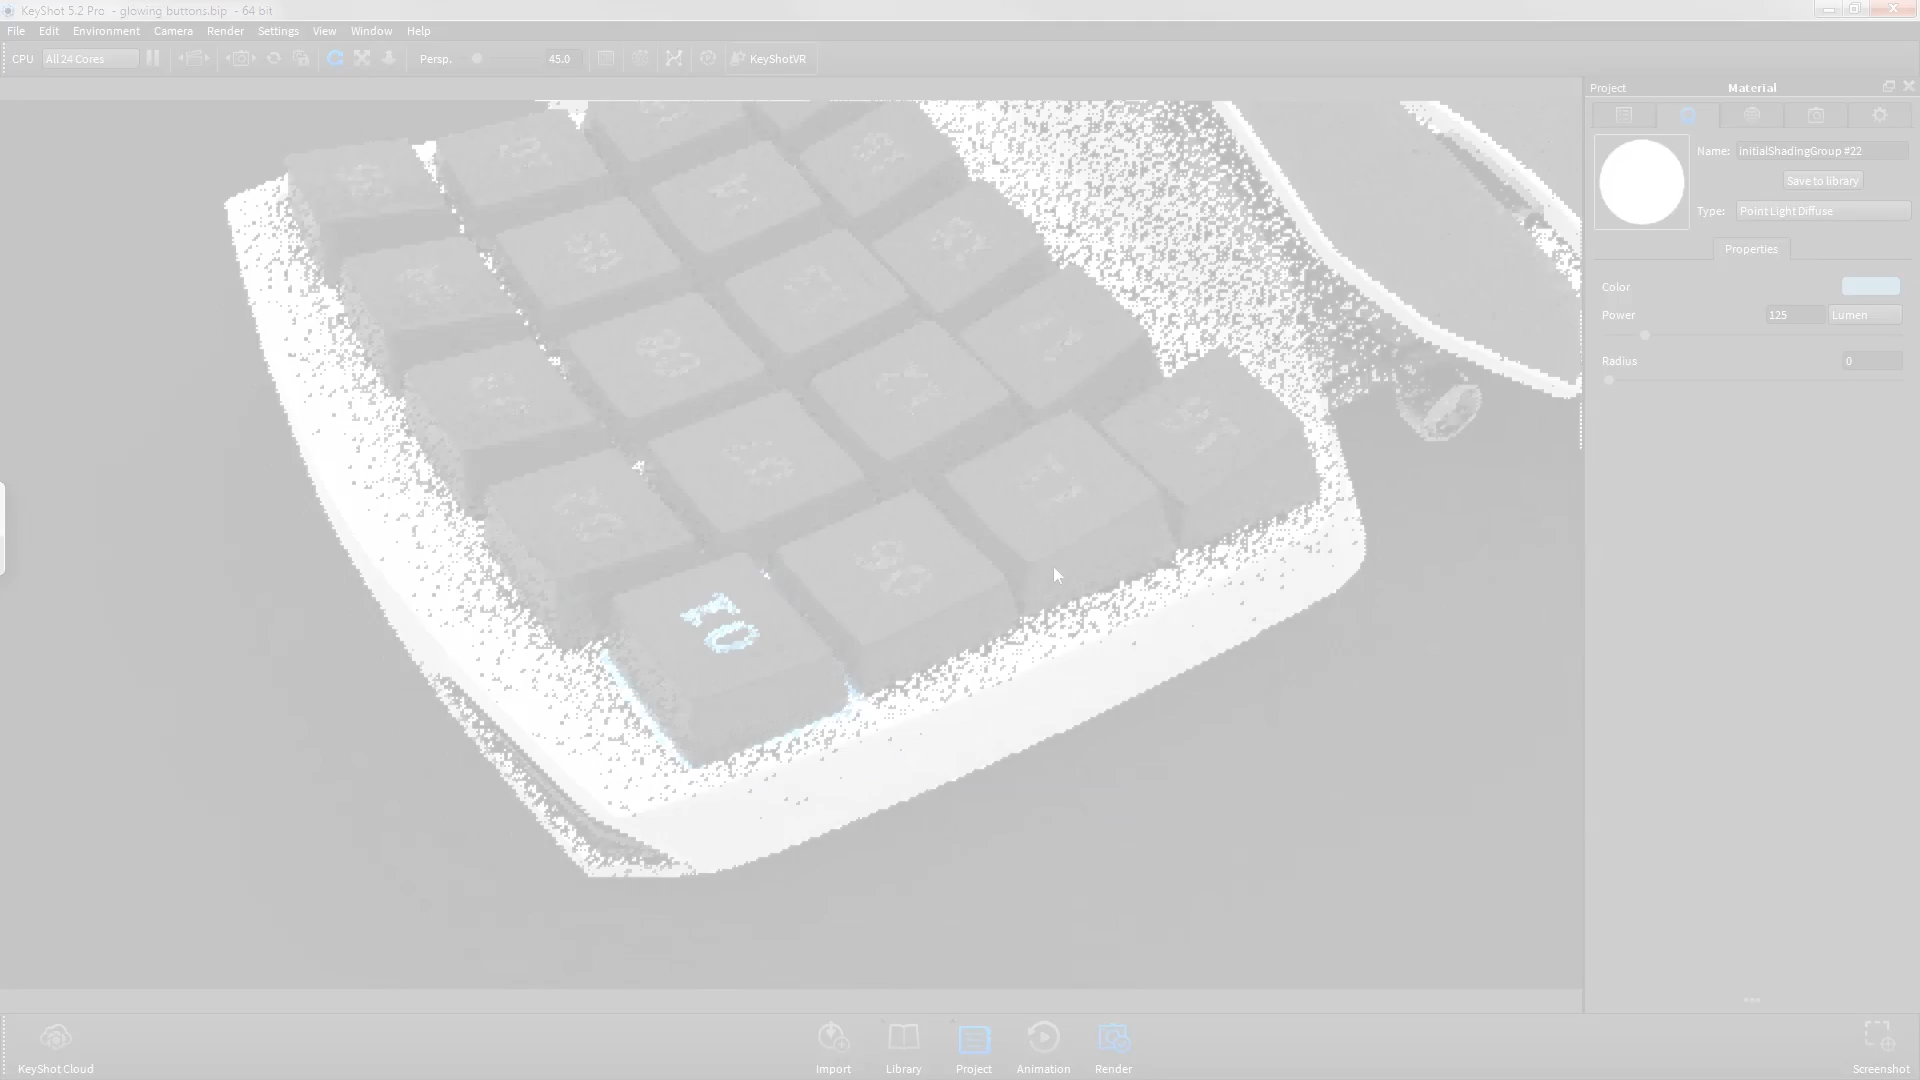 KeyShot 5.2 Pro - glowing buttons.bip - 64 bit
File Edit Environment Camera Render Settings View Window Help
CPU All 24 Cores Persp. 45.0 KeyShotVR
Project Material
Name: initialShadingGroup #22
Save to library
Type: Point Light Diffuse
Properties
Color
Power 125 Lumen
Radius 0
KeyShot Cloud Import Library Project Animation Render Screenshot